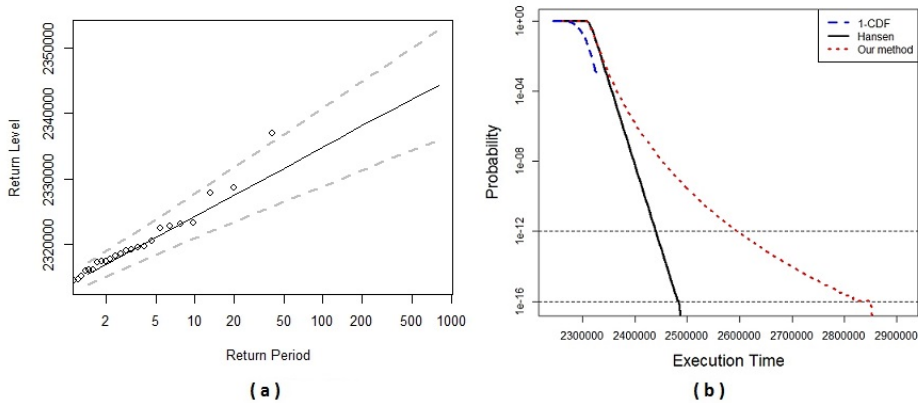 Return Level
2320000
2330000
2340000
2350000
2
5
10
20
50
100
200
500
1000
Return Period
( a )
1-CDF
Hansen
Our method
Probability
1e+00
1e-04
1e-08
1e-12
1e-16
2300000
2400000
2500000
2600000
2700000
2800000
2900000
Execution Time
( b )